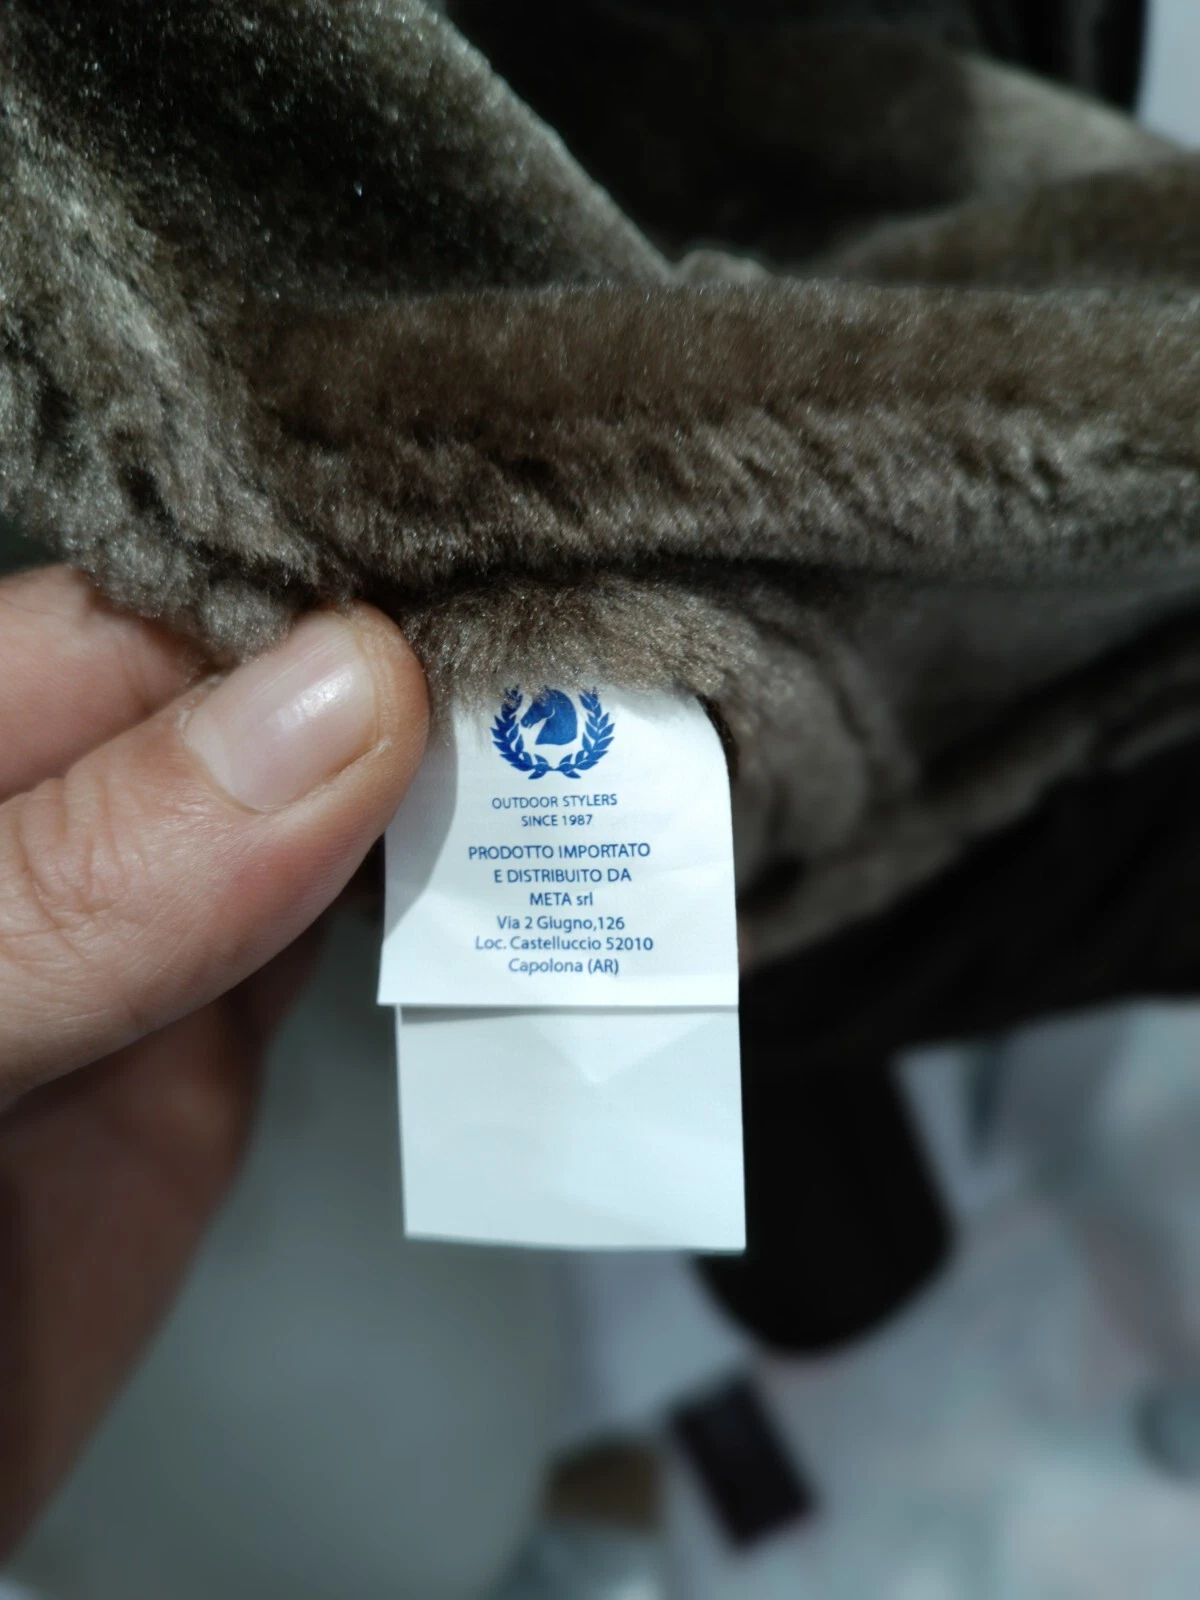 OUTDOOR STYLERS
SINCE 1987
PRODOTTO IMPORTATO
E DISTRIBUITO DA
META srl
Via 2 Giugno,126
Loc. Castelluccio 52010
Capolona (AR)